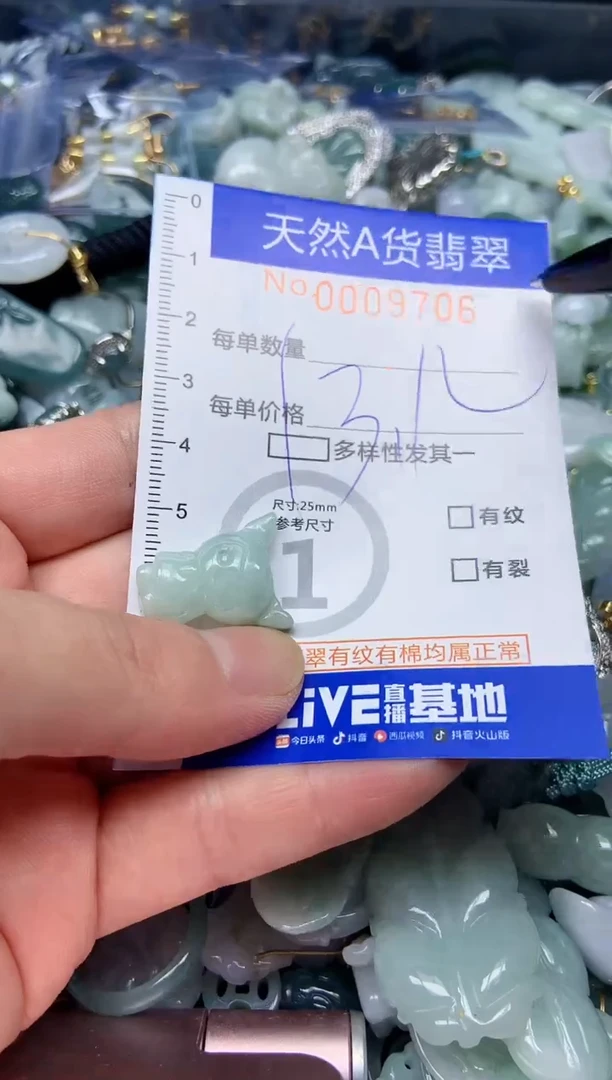 天然A货翡翠
0
1
2
3
4
5
No.0009706
每单数量
每单价格
多样性发其一
尺寸:25mm
参考尺寸
1
有纹
有裂
翠有纹有棉均属正常
LiVE直播基地
今日头条 抖音 西瓜视频 抖音火山版